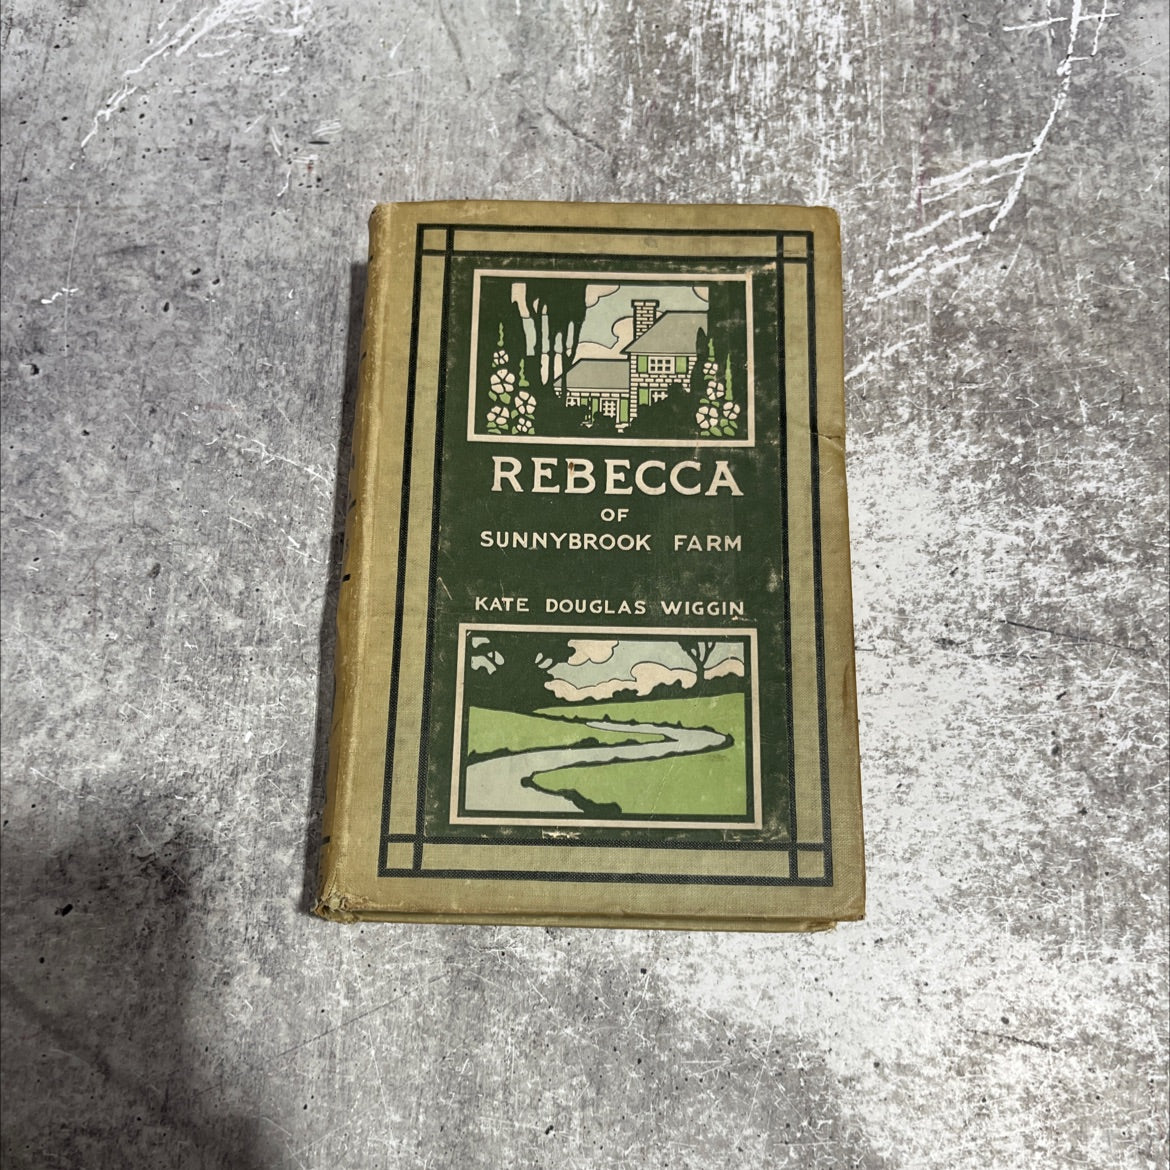 REBECCA
OF
SUNNYBROOK FARM
KATE DOUGLAS WIGGIN